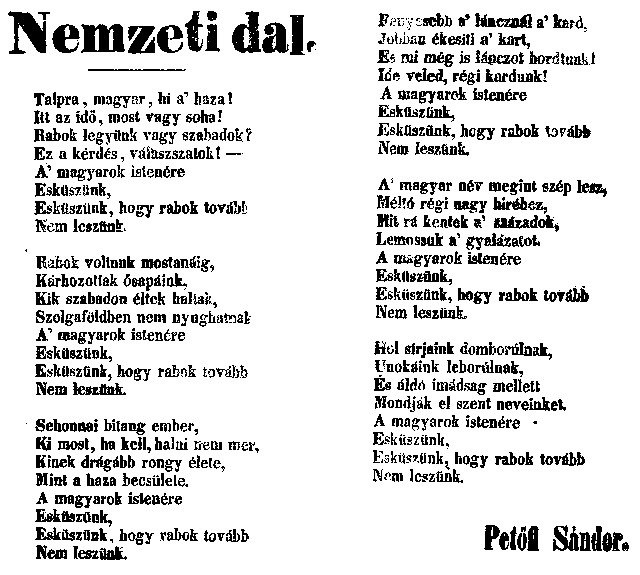 Nemzeti dal.
Talpra, magyar, hi a’ haza!
Itt az idő, most vagy soha!
Rabok legyünk vagy szabadok?
Ez a kérdés, válaszszatok! —
A’ magyarok istenére
Esküszünk,
Esküszünk, hogy rabok tovább
Nem leszünk.
Rabok voltunk mostanáig,
Kárhozottak ősapáink,
Kik szabadon éltek haltak,
Szolgaföldben nem nyughatnak
A’ magyarok istenére
Esküszünk,
Esküszünk, hogy rabok tovább
Nem leszünk.
Sehonnai bitang ember,
Ki most, ha kell, halni nem mer,
Kinek drágább rongy élete,
Mint a haza becsülete.
A magyarok istenére
Esküszünk,
Esküszünk, hogy rabok tovább
Nem leszünk.
Fényesebb a’ láncznál a’ kard,
Jobban ékesiti a’ kart,
Es mi még is lánczot hordtunk!
Ide veled, régi kardunk!
A magyarok istenére
Esküszünk,
Esküszünk, hogy rabok tovább
Nem leszünk.
A’ magyar név megint szép lesz,
Méltó régi nagy hiréhez,
Mit rá kentek a’ századok,
Lemossuk a’ gyalázatot.
A magyarok istenére
Esküszünk,
Esküszünk, hogy rabok tovább
Nem leszünk.
Hol sirjaink domborúlnak,
Unokáink leborúlnak,
És áldó imádság mellett
Mondják el szent neveinket.
A magyarok istenére
Esküszünk,
Esküszünk, hogy rabok tovább
Nem leszünk.
Petőfi Sándor.